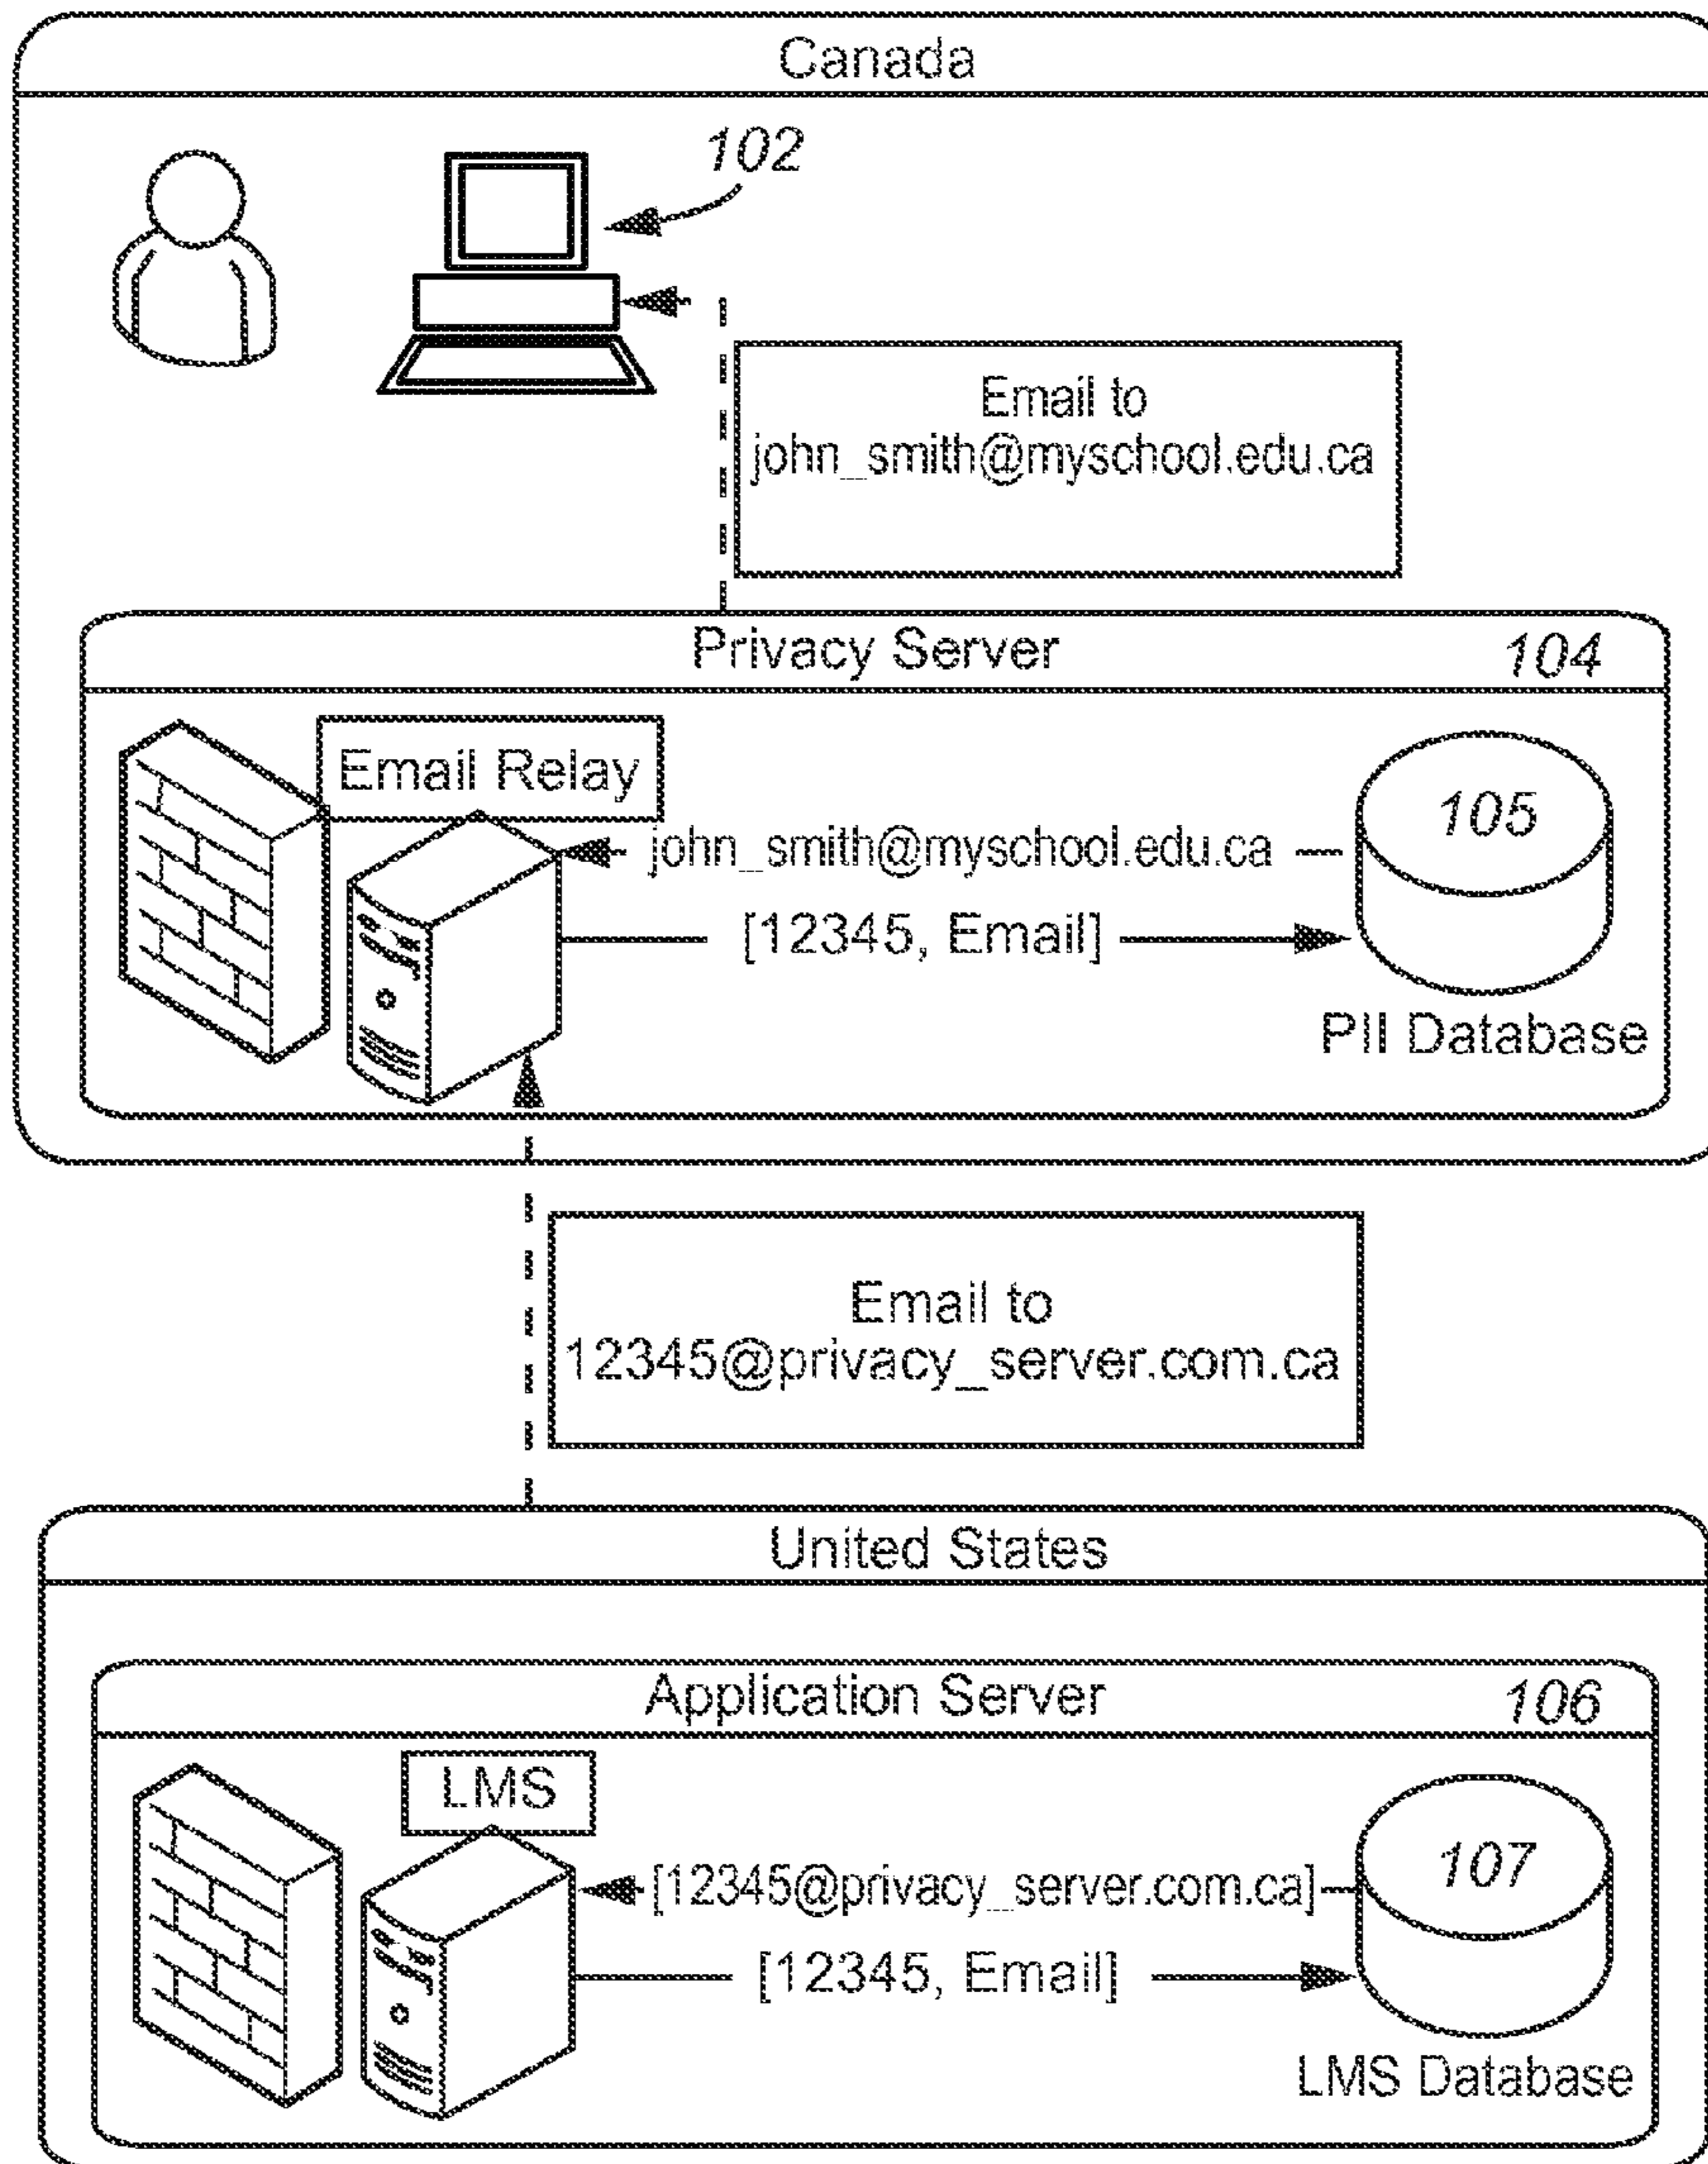 Canada
102
Email to
john_smith@myschool.edu.ca
Privacy Server 104
Email Relay
105
john_smith@myschool.edu.ca
[12345, Email]
PII Database
Email to
12345@privacy_server.com.ca
United States
Application Server 106
LMS
107
[12345@privacy_server.com.ca]
[12345, Email]
LMS Database